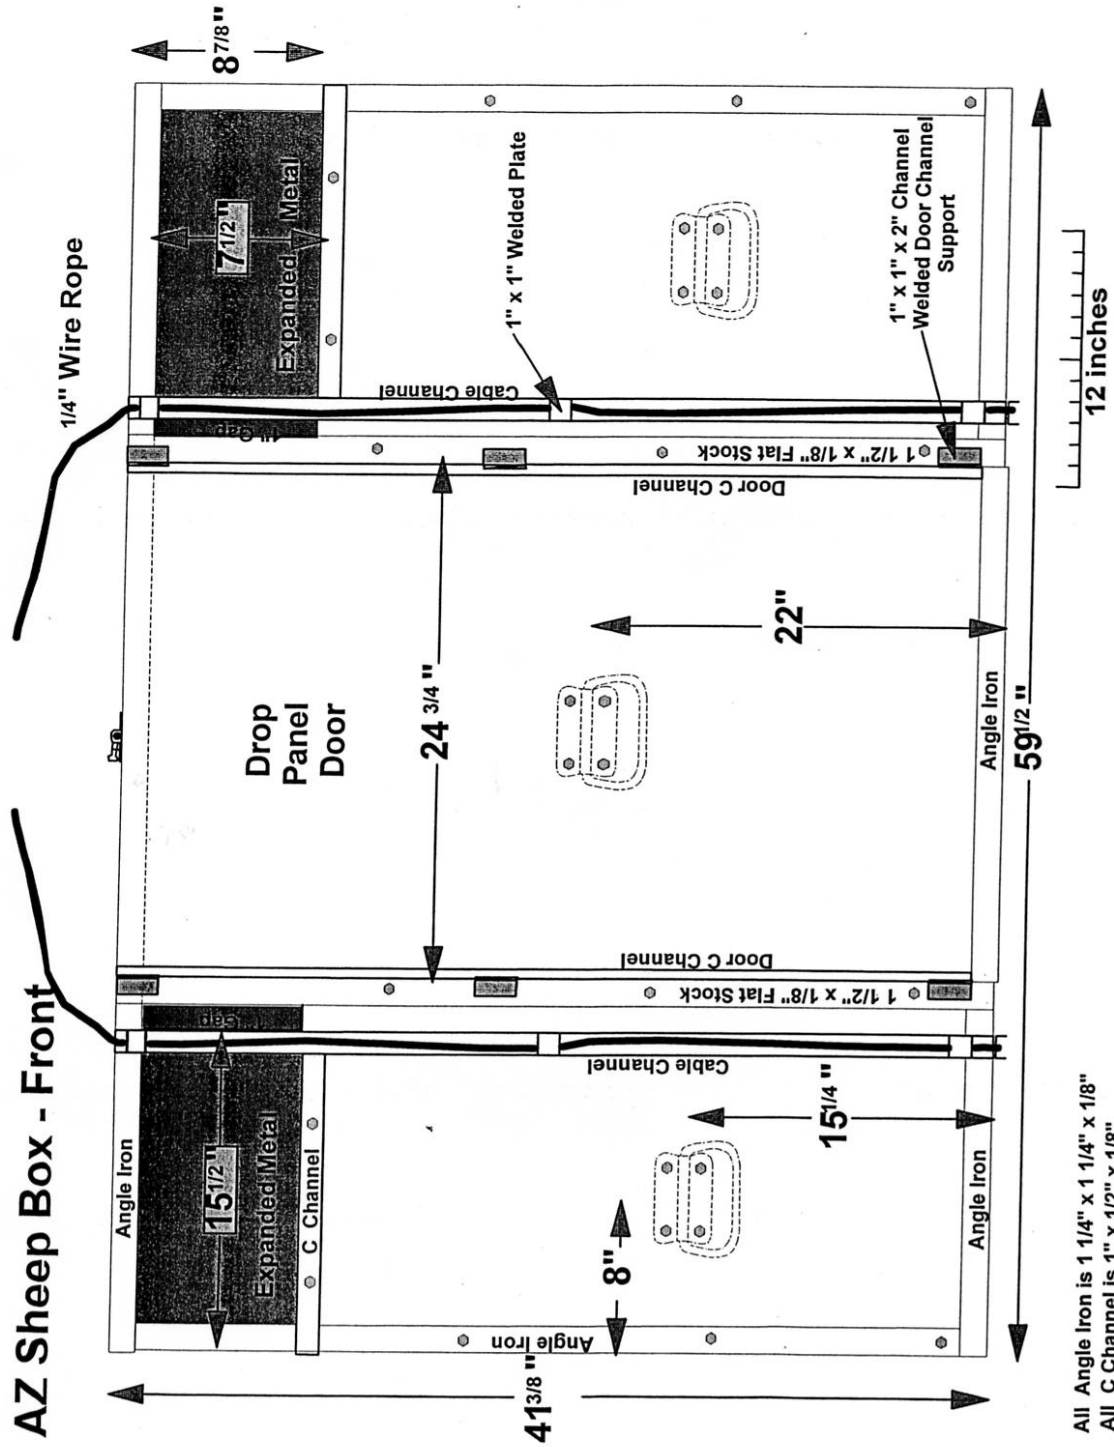 AZ Sheep Box - Front
1/4" Wire Rope
8 7/8"
7 1/2"
Expanded Metal
1" Gap
Cable Channel
1" x 1" Welded Plate
1 1/2" x 1/8" Flat Stock
Door C Channel
1" x 1" x 2" Channel
Welded Door Channel
Support
Drop
Panel
Door
24 3/4"
22"
Angle Iron
Door C Channel
1 1/2" x 1/8" Flat Stock
Gap
Cable Channel
Angle Iron
15 1/2"
Expanded Metal
C Channel
15 1/4"
8"
Angle Iron
Angle Iron
41 3/8"
59 1/2"
12 inches
All Angle Iron is 1 1/4" x 1 1/4" x 1/8"
All C Channel is 1" x 1/2" x 1/8"